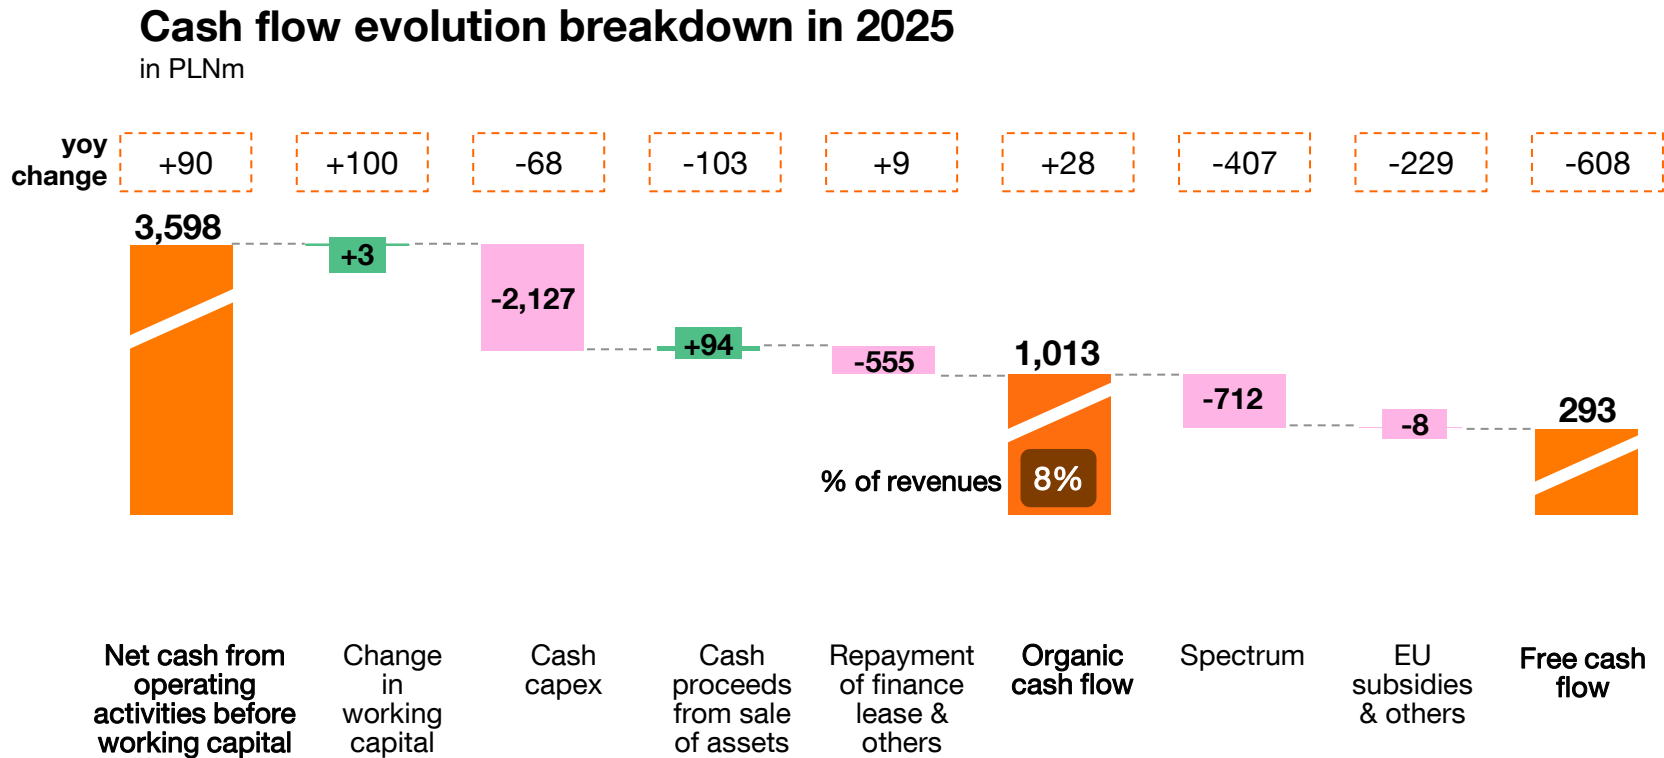 Cash flow evolution breakdown in 2025
in PLNm
yoy
change
+90
+100
-68
-103
+9
+28
-407
-229
-608
3,598
+3
-2,127
+94
-555
1,013
-712
-8
293
% of revenues
8%
Net cash from
operating
activities before
working capital
Change
in
working
capital
Cash
capex
Cash
proceeds
from sale
of assets
Repayment
of finance
lease &
others
Organic
cash flow
Spectrum
EU
subsidies
& others
Free cash
flow